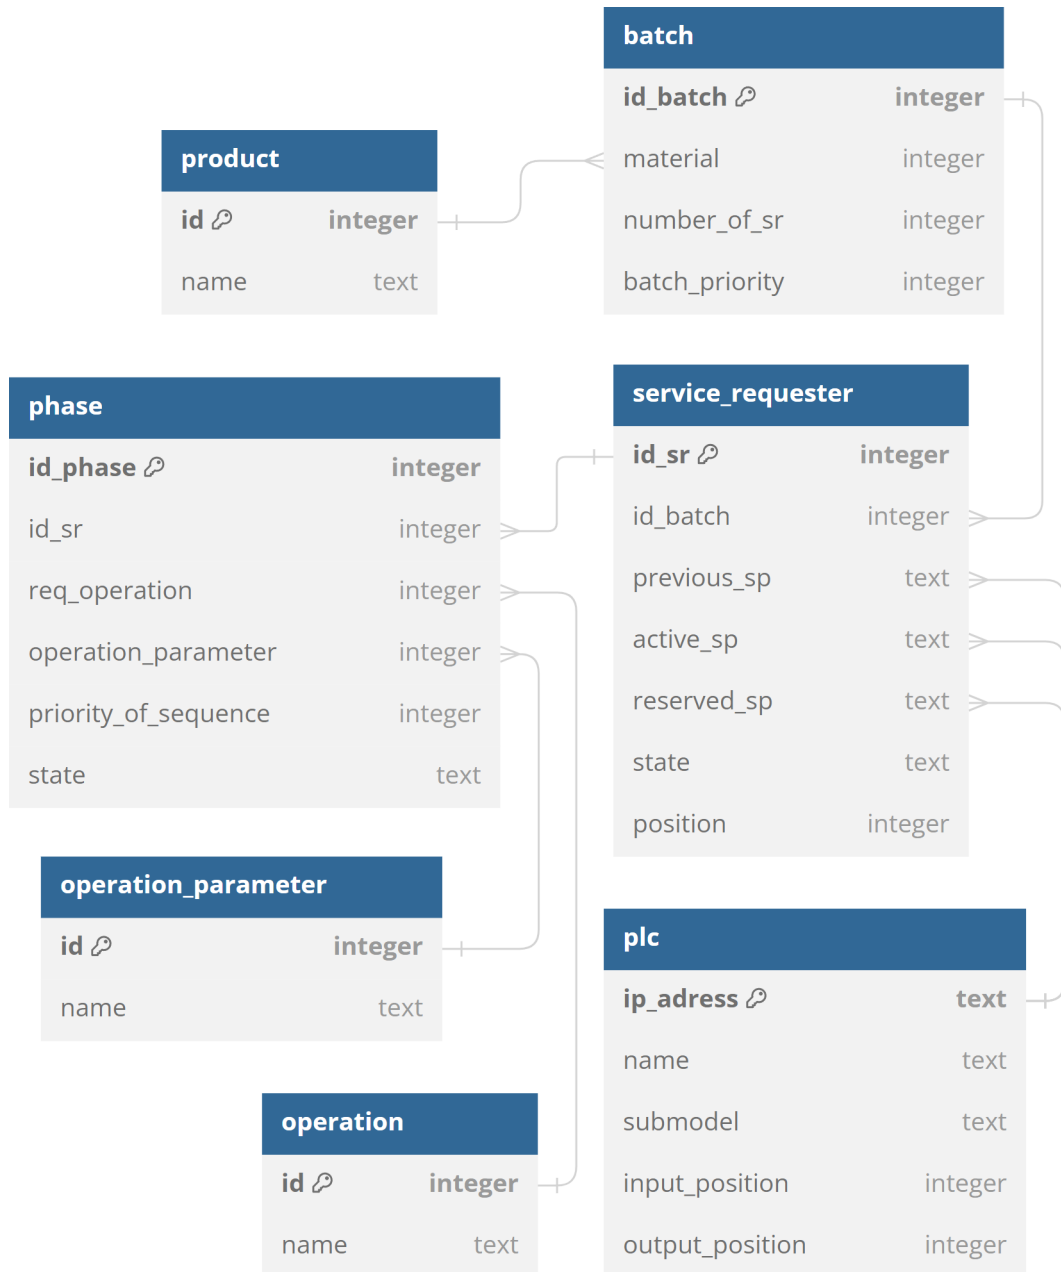 batch
id_batch integer
material integer
number_of_sr integer
batch_priority integer
product
id integer
name text
phase
id_phase integer
id_sr integer
req_operation integer
operation_parameter integer
priority_of_sequence integer
state text
service_requester
id_sr integer
id_batch integer
previous_sp text
active_sp text
reserved_sp text
state text
position integer
operation_parameter
id integer
name text
plc
ip_adress text
name text
submodel text
input_position integer
output_position integer
operation
id integer
name text